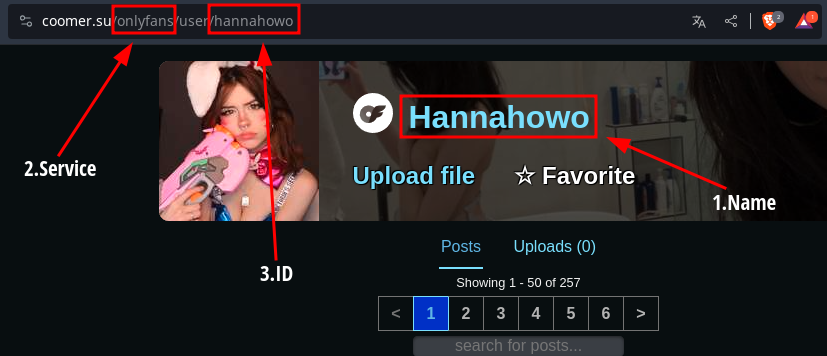 coomer.su/onlyfans/user/hannahowo
2
1
Hannahowo
2.Service
Upload file
☆ Favorite
1.Name
Posts
Uploads (0)
3.ID
Showing 1 - 50 of 257
< 1 2 3 4 5 6 >
search for posts...